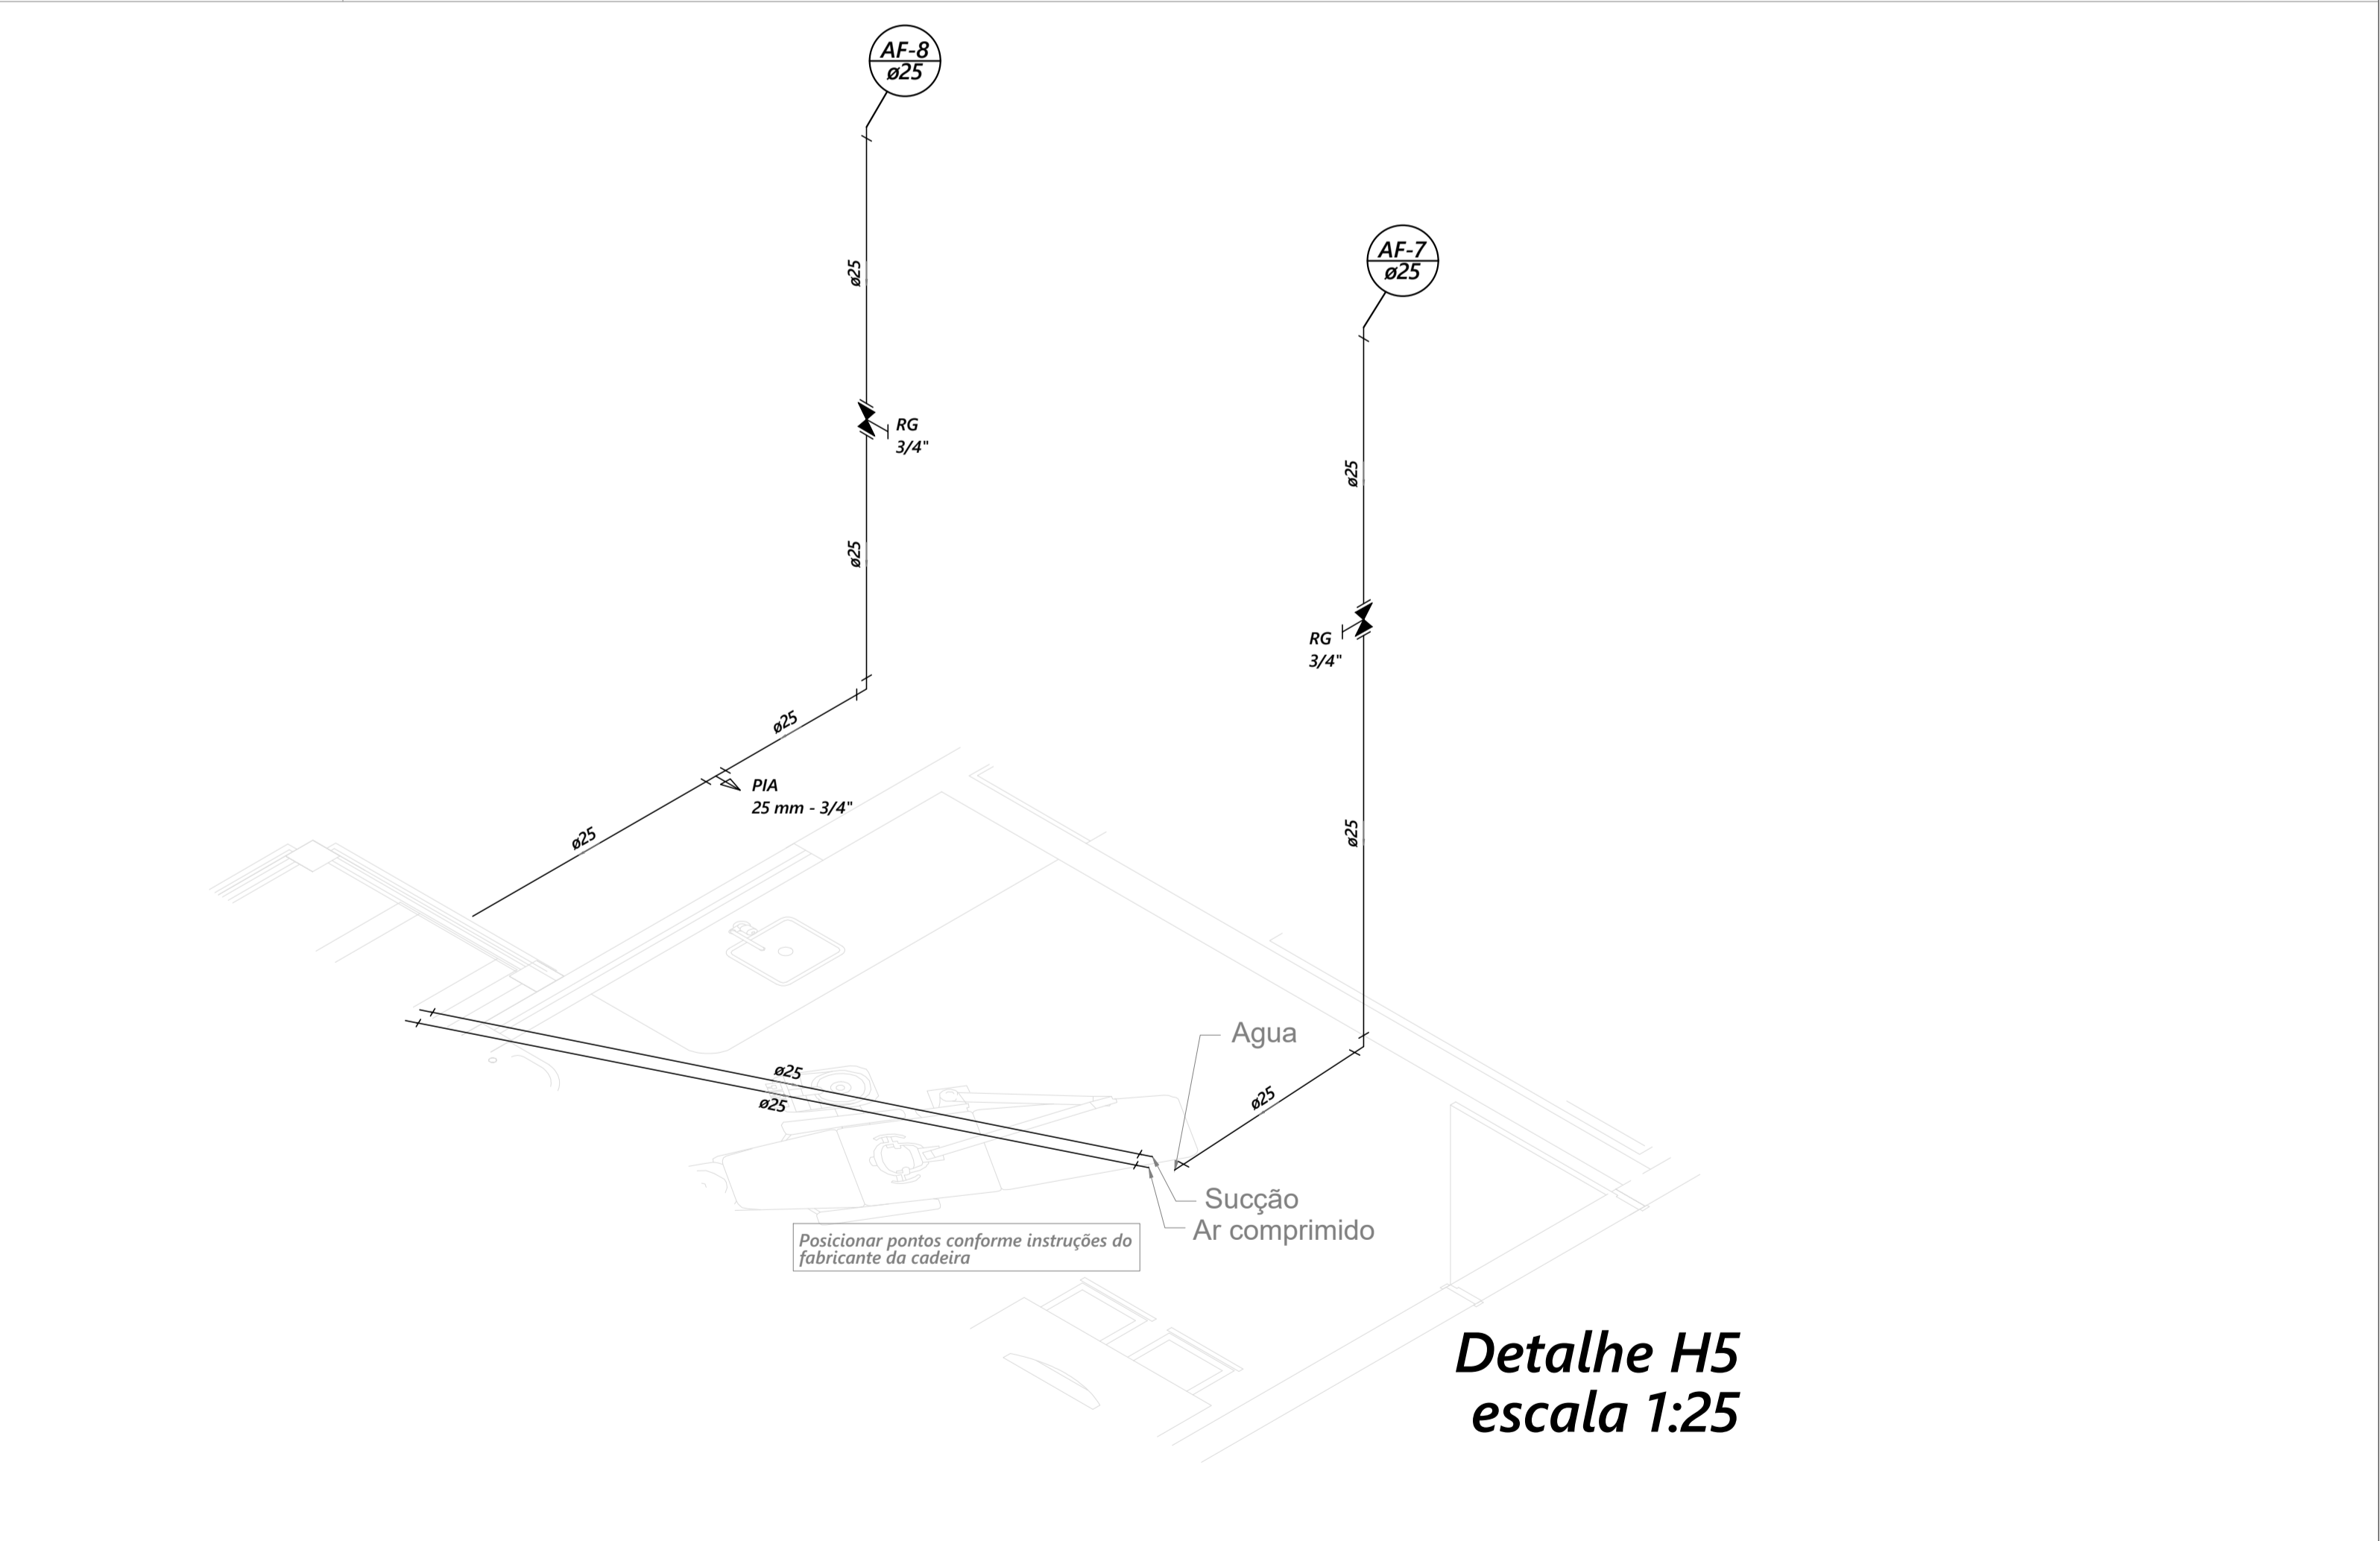 AF-8
ø25
AF-7
ø25
ø25
RG
3/4"
ø25
ø25
RG
3/4"
ø25
PIA
25 mm - 3/4"
ø25
ø25
Agua
ø25
ø25
ø25
Sucção
Ar comprimido
Posicionar pontos conforme instruções do
fabricante da cadeira
Detalhe H5
escala 1:25